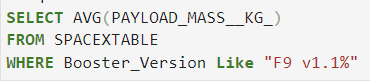 SELECT AVG(PAYLOAD_MASS__KG_)
FROM SPACEXTABLE
WHERE Booster_Version Like "F9 v1.1%"